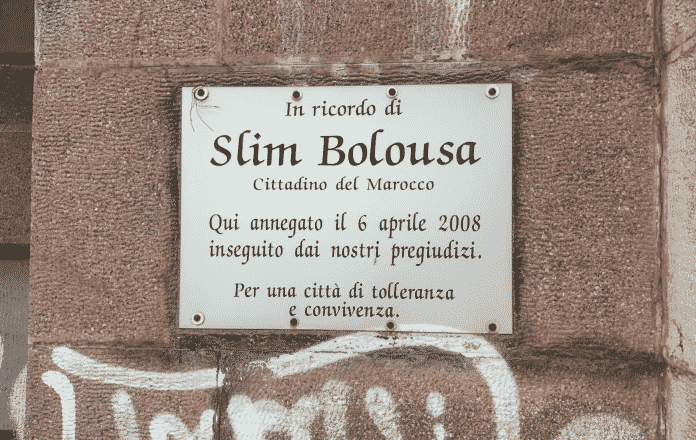 In ricordo di
Slim Bolousa
Cittadino del Marocco
Qui annegato il 6 aprile 2008
inseguito dai nostri pregiudizi.
Per una città di tolleranza
e convivenza.